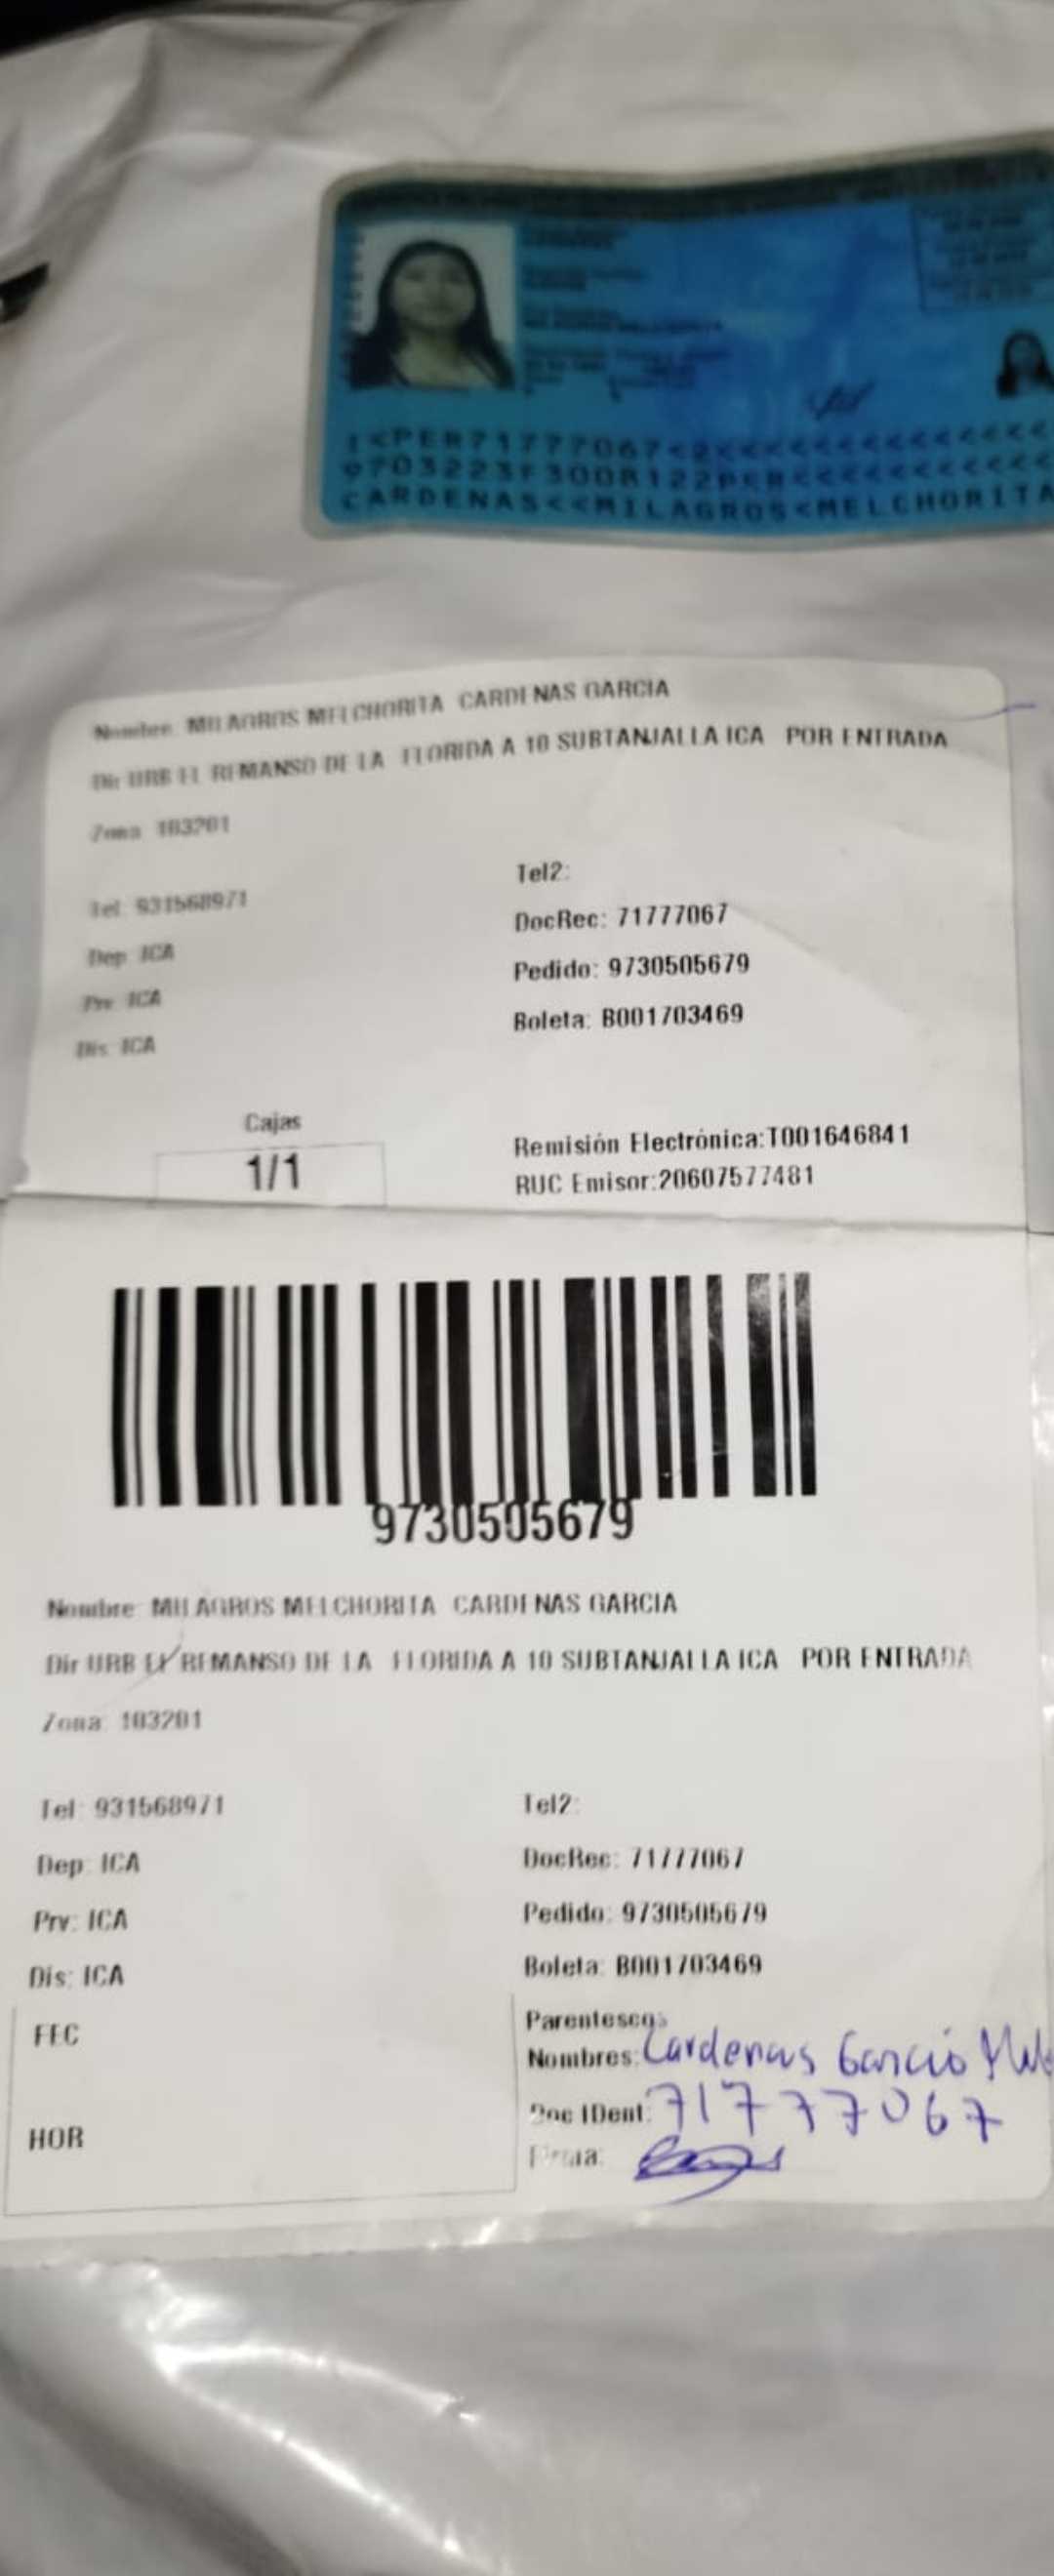 I<PER71777067<2<<<<<<<<<<<<<<<
9703223F3008122PER<<<<<<<<<<<
CARDENAS<<MILAGROS<MELCHORITA
Nombre: MILAGROS MELCHORITA CARDENAS GARCIA
Dir: URB EL REMANSO DE LA FLORIDA A 10 SUBTANJALLA ICA POR ENTRADA
Zona: 103201
Tel: 931568971 Tel2:
DocRec: 71777067
Dep: ICA
Pedido: 9730505679
Prv: ICA
Boleta: B001703469
Dis: ICA
Cajas
1/1
Remisión Electrónica:T001646841
RUC Emisor:20607577481
9730505679
Nombre: MILAGROS MELCHORITA CARDENAS GARCIA
Dir: URB EL REMANSO DE LA FLORIDA A 10 SUBTANJALLA ICA POR ENTRADA
Zona: 103201
Tel: 931568971 Tel2:
Dep: ICA DocRec: 71777067
Prv: ICA Pedido: 9730505679
Dis: ICA Boleta: B001703469
FEC
Parentesco:
Nombres: Cardenas Garcia
Doc IDent: 71777067
HOR
Firma: